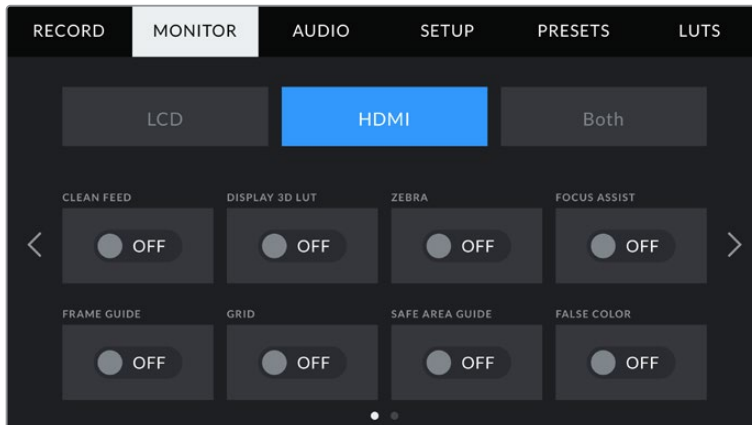 RECORD MONITOR AUDIO SETUP PRESETS LUTS
LCD HDMI Both
CLEAN FEED DISPLAY 3D LUT ZEBRA FOCUS ASSIST
OFF OFF OFF OFF
FRAME GUIDE GRID SAFE AREA GUIDE FALSE COLOR
OFF OFF OFF OFF